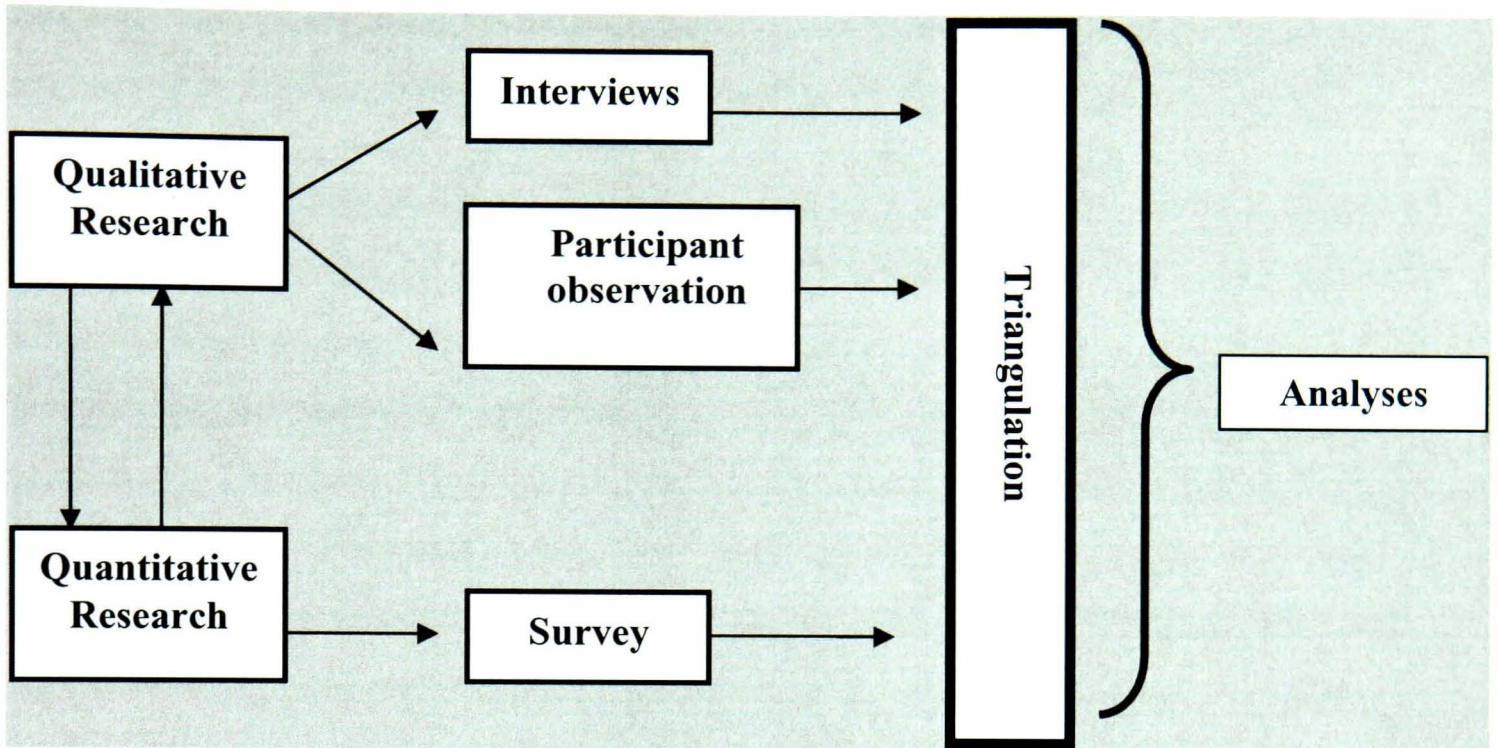 Interviews
Qualitative
Research
Participant
observation
Triangulation
Analyses
Quantitative
Research
Survey